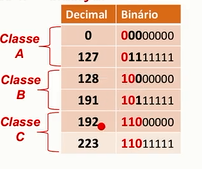 Decimal Binário
Classe A
0 00000000
127 01111111
Classe B
128 10000000
191 10111111
Classe C
192 11000000
223 11011111